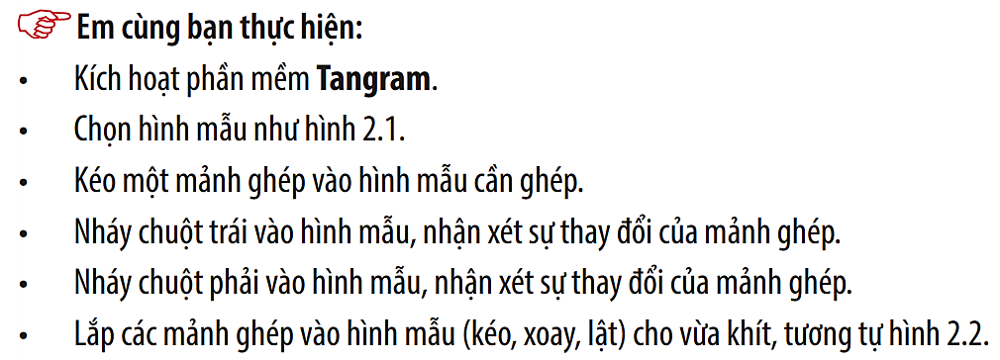 Em cùng bạn thực hiện:
• Kích hoạt phần mềm Tangram.
• Chọn hình mẫu như hình 2.1.
• Kéo một mảnh ghép vào hình mẫu cần ghép.
• Nháy chuột trái vào hình mẫu, nhận xét sự thay đổi của mảnh ghép.
• Nháy chuột phải vào hình mẫu, nhận xét sự thay đổi của mảnh ghép.
• Lắp các mảnh ghép vào hình mẫu (kéo, xoay, lật) cho vừa khít, tương tự hình 2.2.